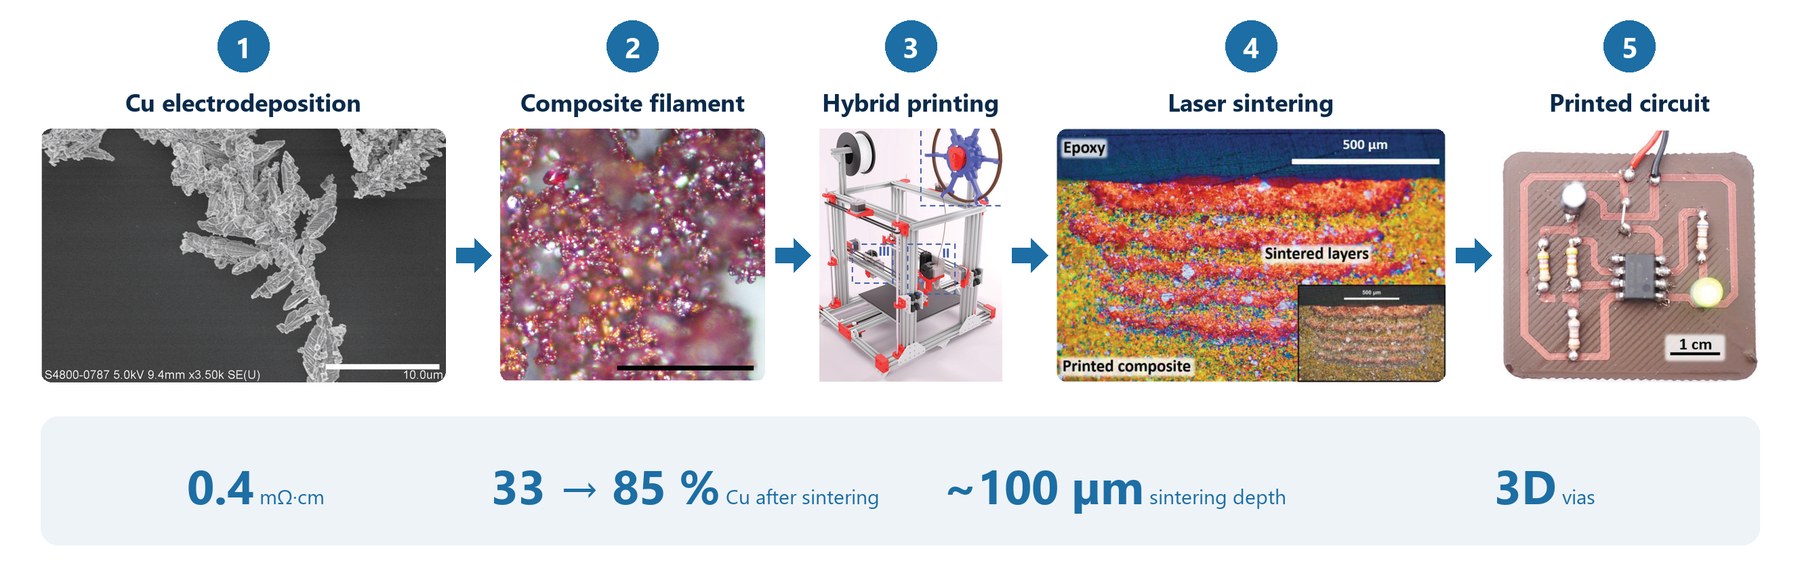 1
2
3
4
5
Cu electrodeposition
Composite filament
Hybrid printing
Laser sintering
Printed circuit
S4800-0787 5.0kV 9.4mm x3.50k SE(U)
10.0um
III
II
Epoxy
500 µm
Sintered layers
500 µm
Printed composite
1 cm
0.4 mΩ·cm
33 → 85 % Cu after sintering
~100 µm sintering depth
3D vias